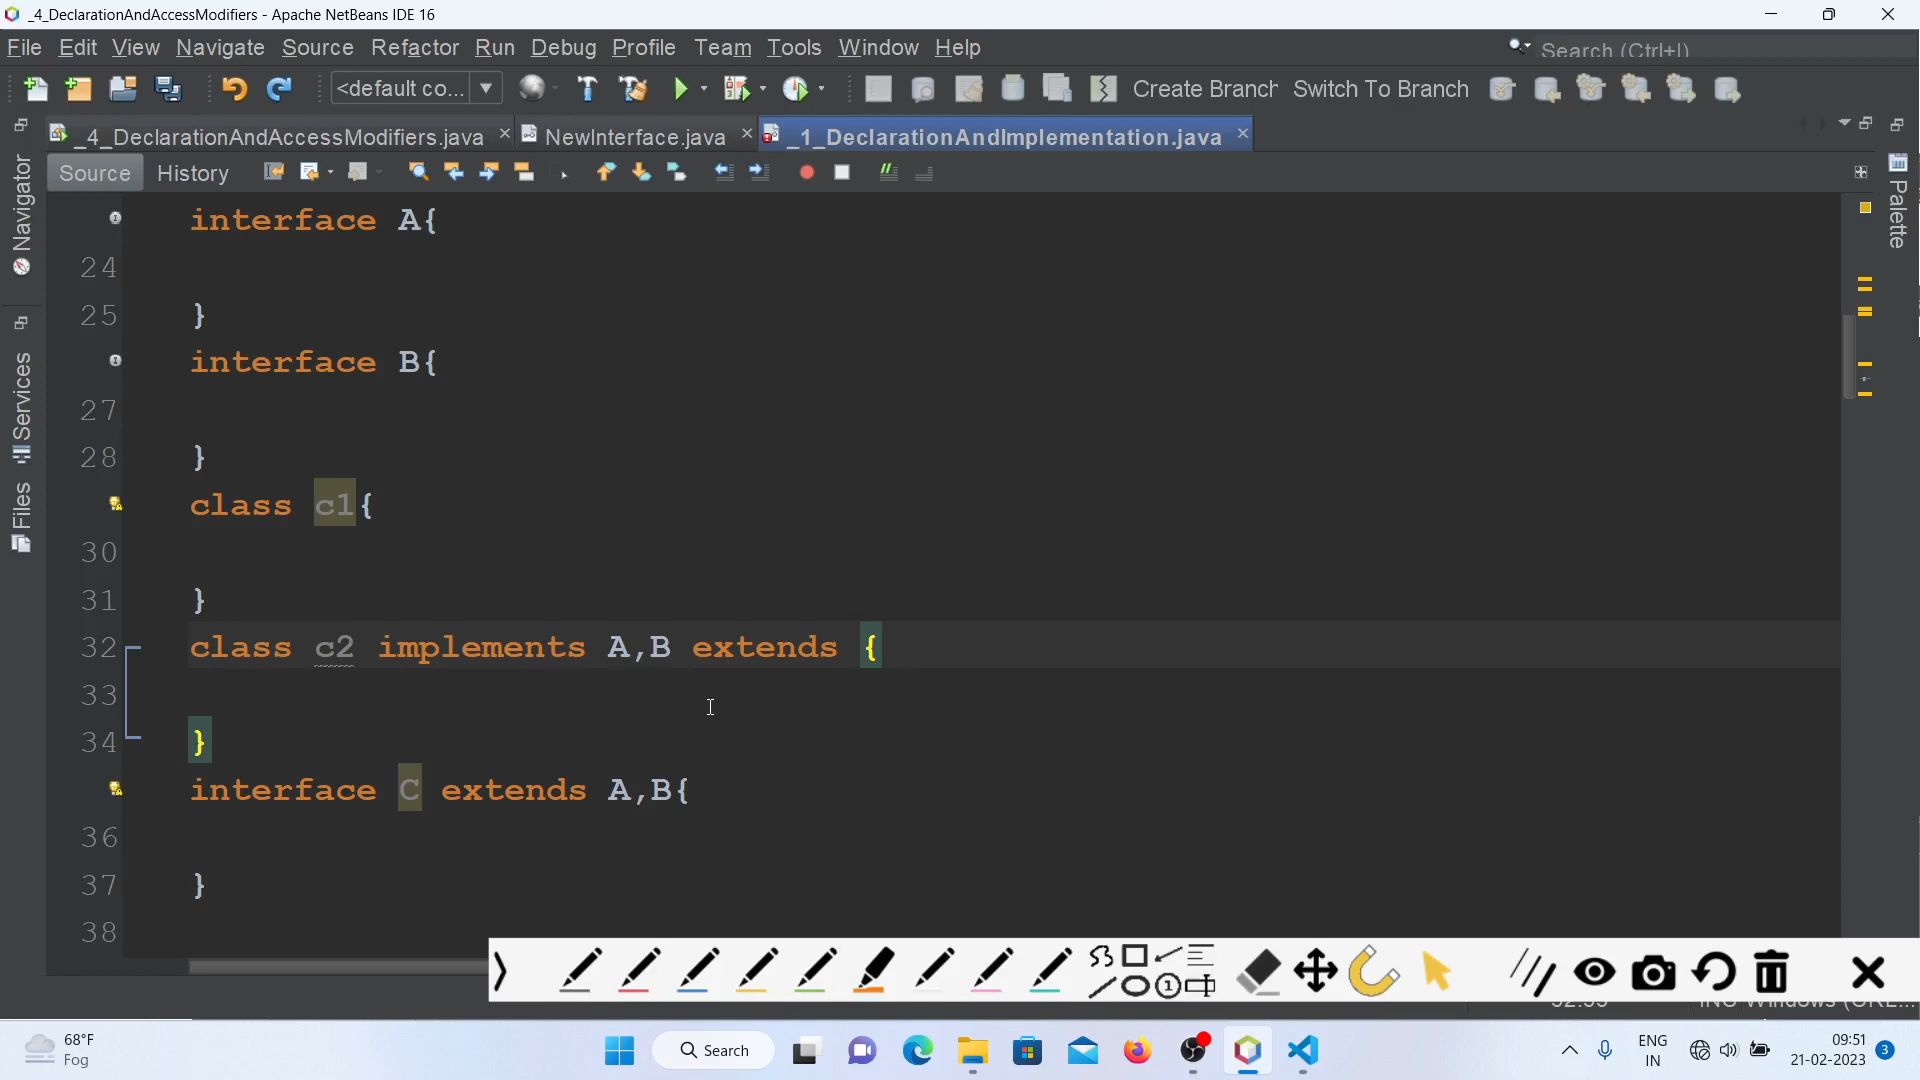 _4_DeclarationAndAccessModifiers - Apache NetBeans IDE 16
File Edit View Navigate Source Refactor Run Debug Profile Team Tools Window Help
Search (Ctrl+I)
<default co...
Create Branch Switch To Branch
_4_DeclarationAndAccessModifiers.java NewInterface.java _1_DeclarationAndImplementation.java
Source History
Navigator
Services
Files
Palette
interface A{
24
25 }
interface B{
27
28 }
class c1{
30
31 }
32 class c2 implements A,B extends {
33
34 }
interface C extends A,B{
36
37 }
38
68°F
Fog
Search
ENG
IN
09:51
21-02-2023
3